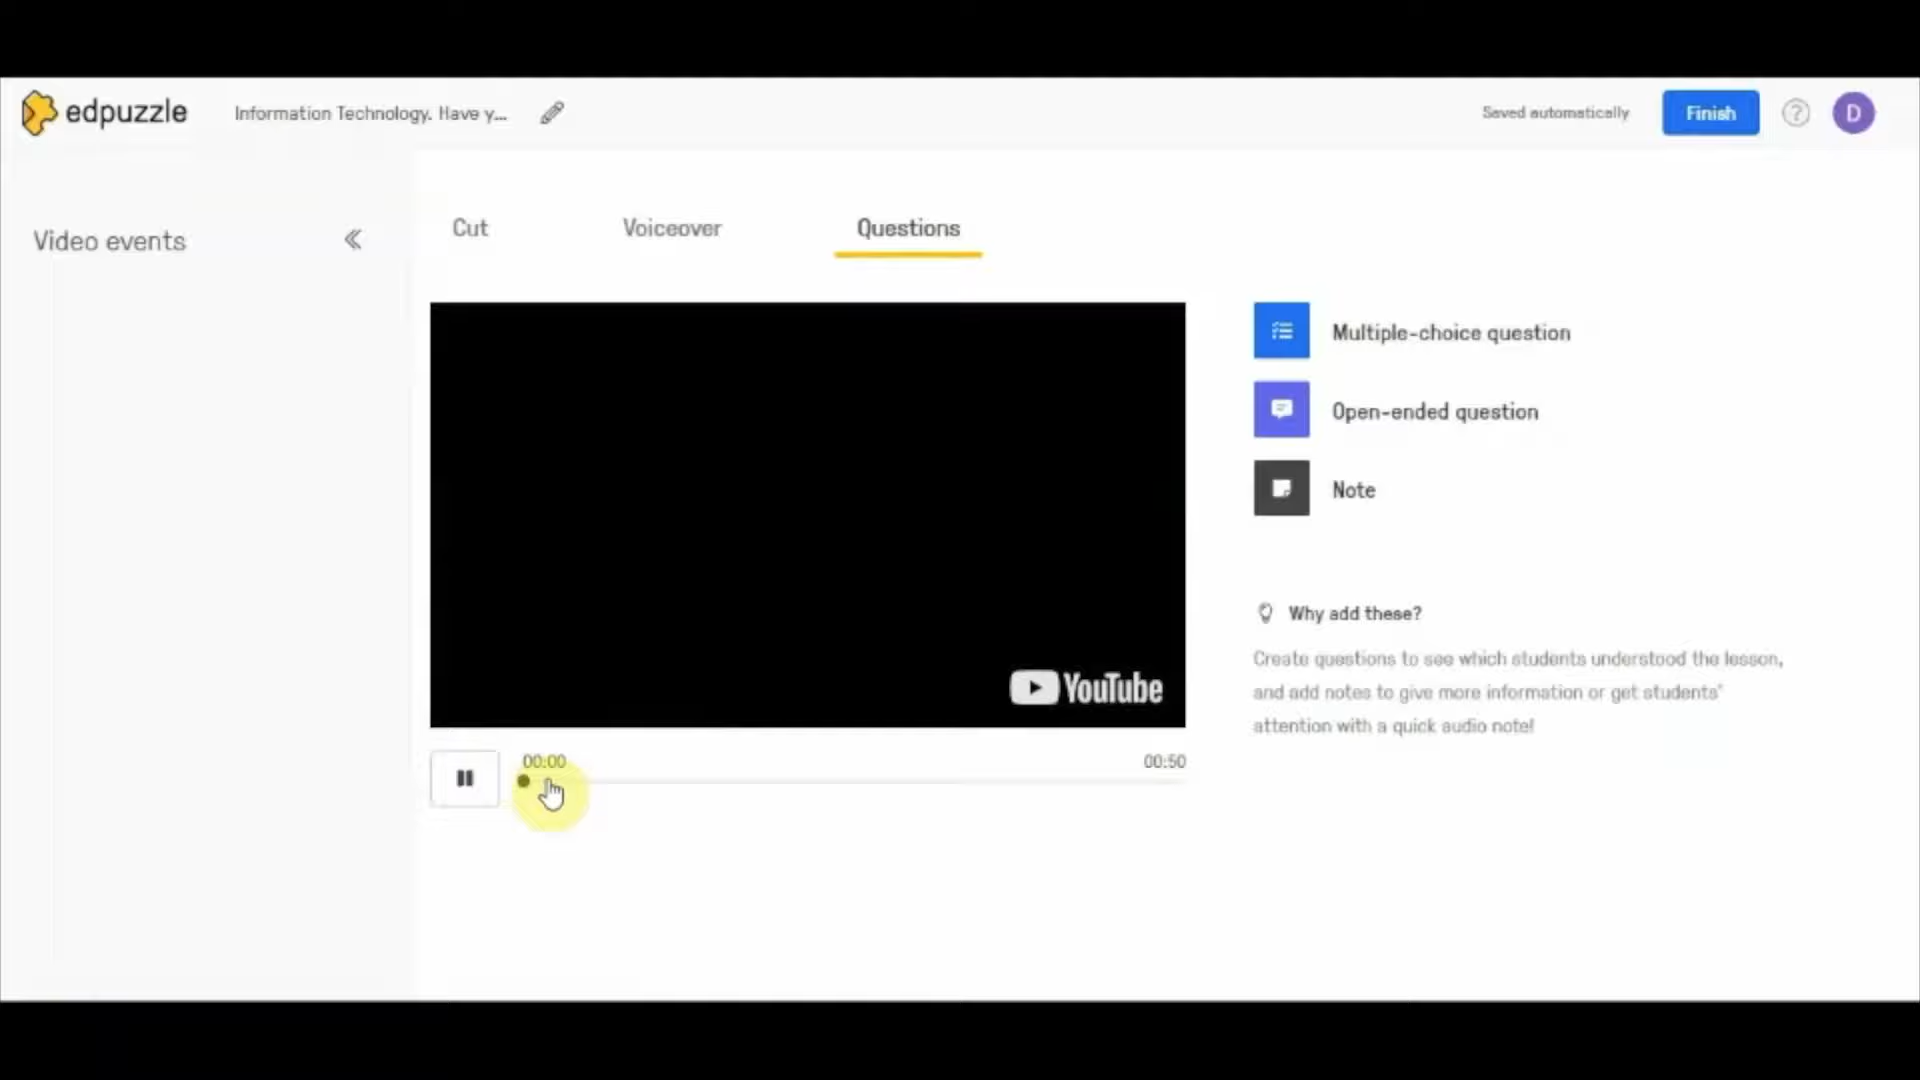 edpuzzle
Information Technology. Have y...
Saved automatically
Finish
?
D
Video events
Cut
Voiceover
Questions
YouTube
00:00
00:50
Multiple-choice question
Open-ended question
Note
Why add these?
Create questions to see which students understood the lesson,
and add notes to give more information or get students'
attention with a quick audio note!